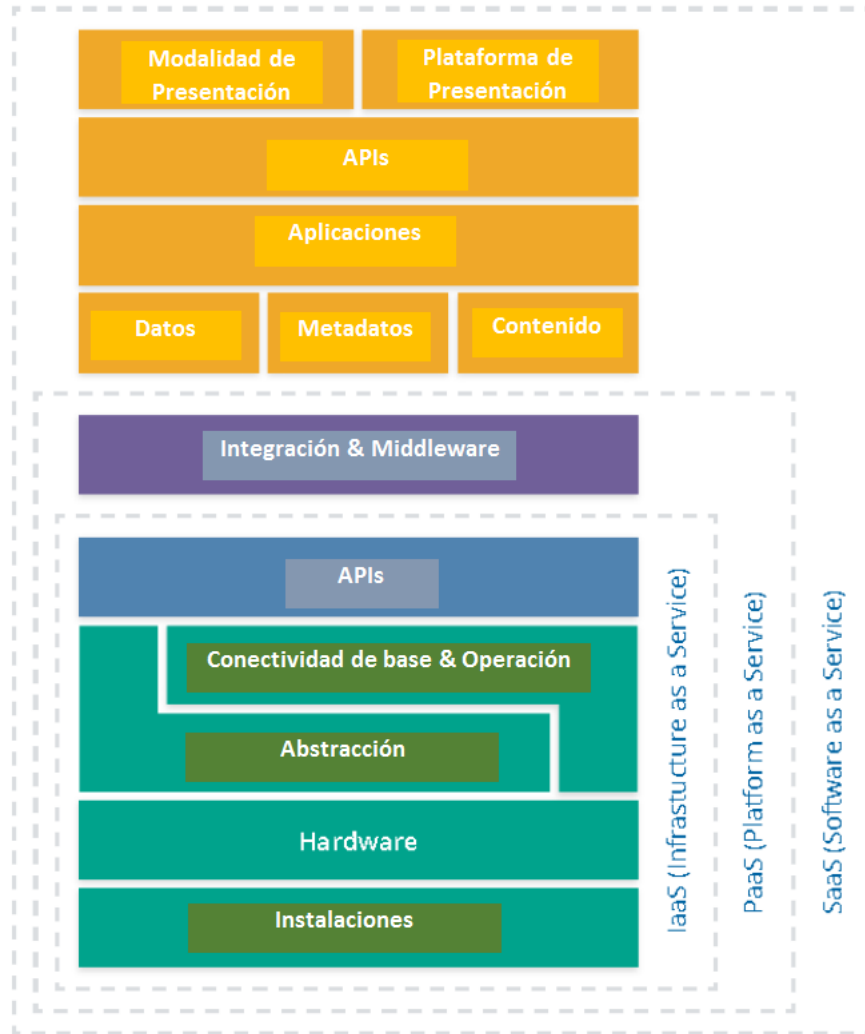 Modalidad de
Presentación
Plataforma de
Presentación
APIs
Aplicaciones
Datos
Metadatos
Contenido
Integración & Middleware
APIs
Conectividad de base & Operación
Abstracción
Hardware
Instalaciones
IaaS (Infrastucture as a Service)
PaaS (Platform as a Service)
SaaS (Software as a Service)